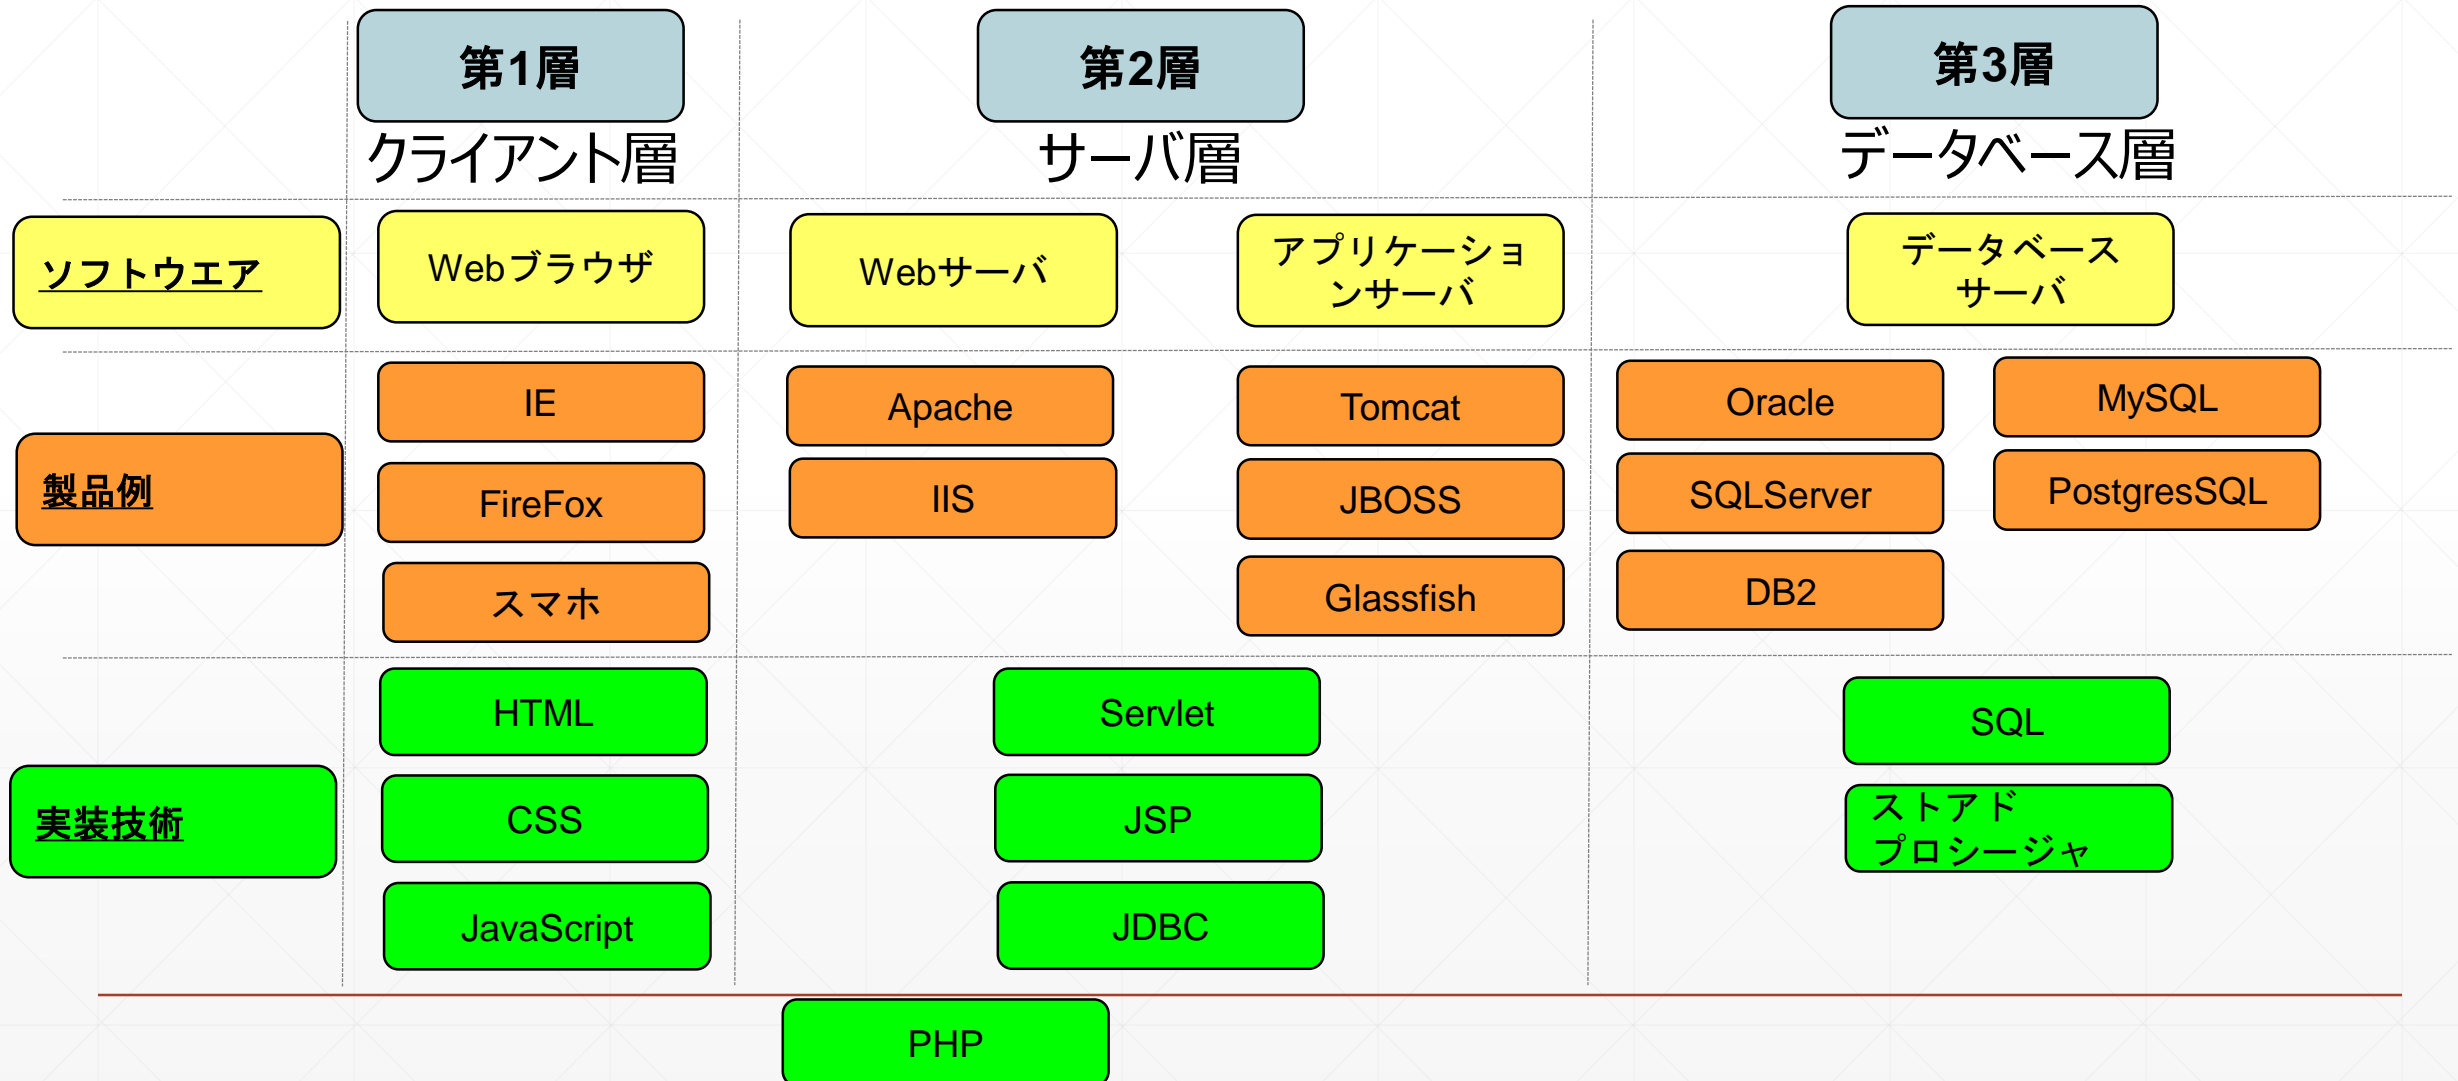 第1層
第2層
第3層
クライアント層
サーバ層
データベース層
ソフトウエア
Webブラウザ
Webサーバ
アプリケーショ
ンサーバ
データベース
サーバ
製品例
IE
Apache
Tomcat
Oracle
MySQL
FireFox
IIS
JBOSS
SQLServer
PostgresSQL
スマホ
Glassfish
DB2
実装技術
HTML
Servlet
SQL
CSS
JSP
ストアド
プロシージャ
JavaScript
JDBC
PHP